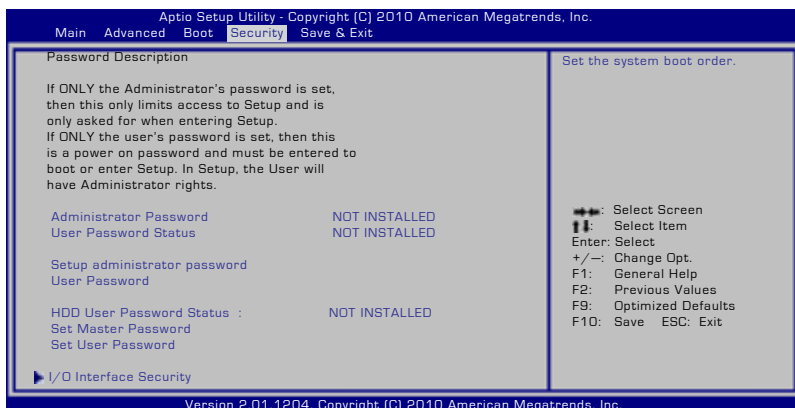 Aptio Setup Utility - Copyright (C) 2010 American Megatrends, Inc.
Main Advanced Boot Security Save & Exit
Password Description
If ONLY the Administrator's password is set,
then this only limits access to Setup and is
only asked for when entering Setup.
If ONLY the user's password is set, then this
is a power on password and must be entered to
boot or enter Setup. In Setup, the User will
have Administrator rights.
Administrator Password NOT INSTALLED
User Password Status NOT INSTALLED
Setup administrator password
User Password
HDD User Password Status : NOT INSTALLED
Set Master Password
Set User Password
I/O Interface Security
Set the system boot order.
→←: Select Screen
↑↓: Select Item
Enter: Select
+/—: Change Opt.
F1: General Help
F2: Previous Values
F9: Optimized Defaults
F10: Save ESC: Exit
Version 2.01.1204. Copyright (C) 2010 American Megatrends, Inc.